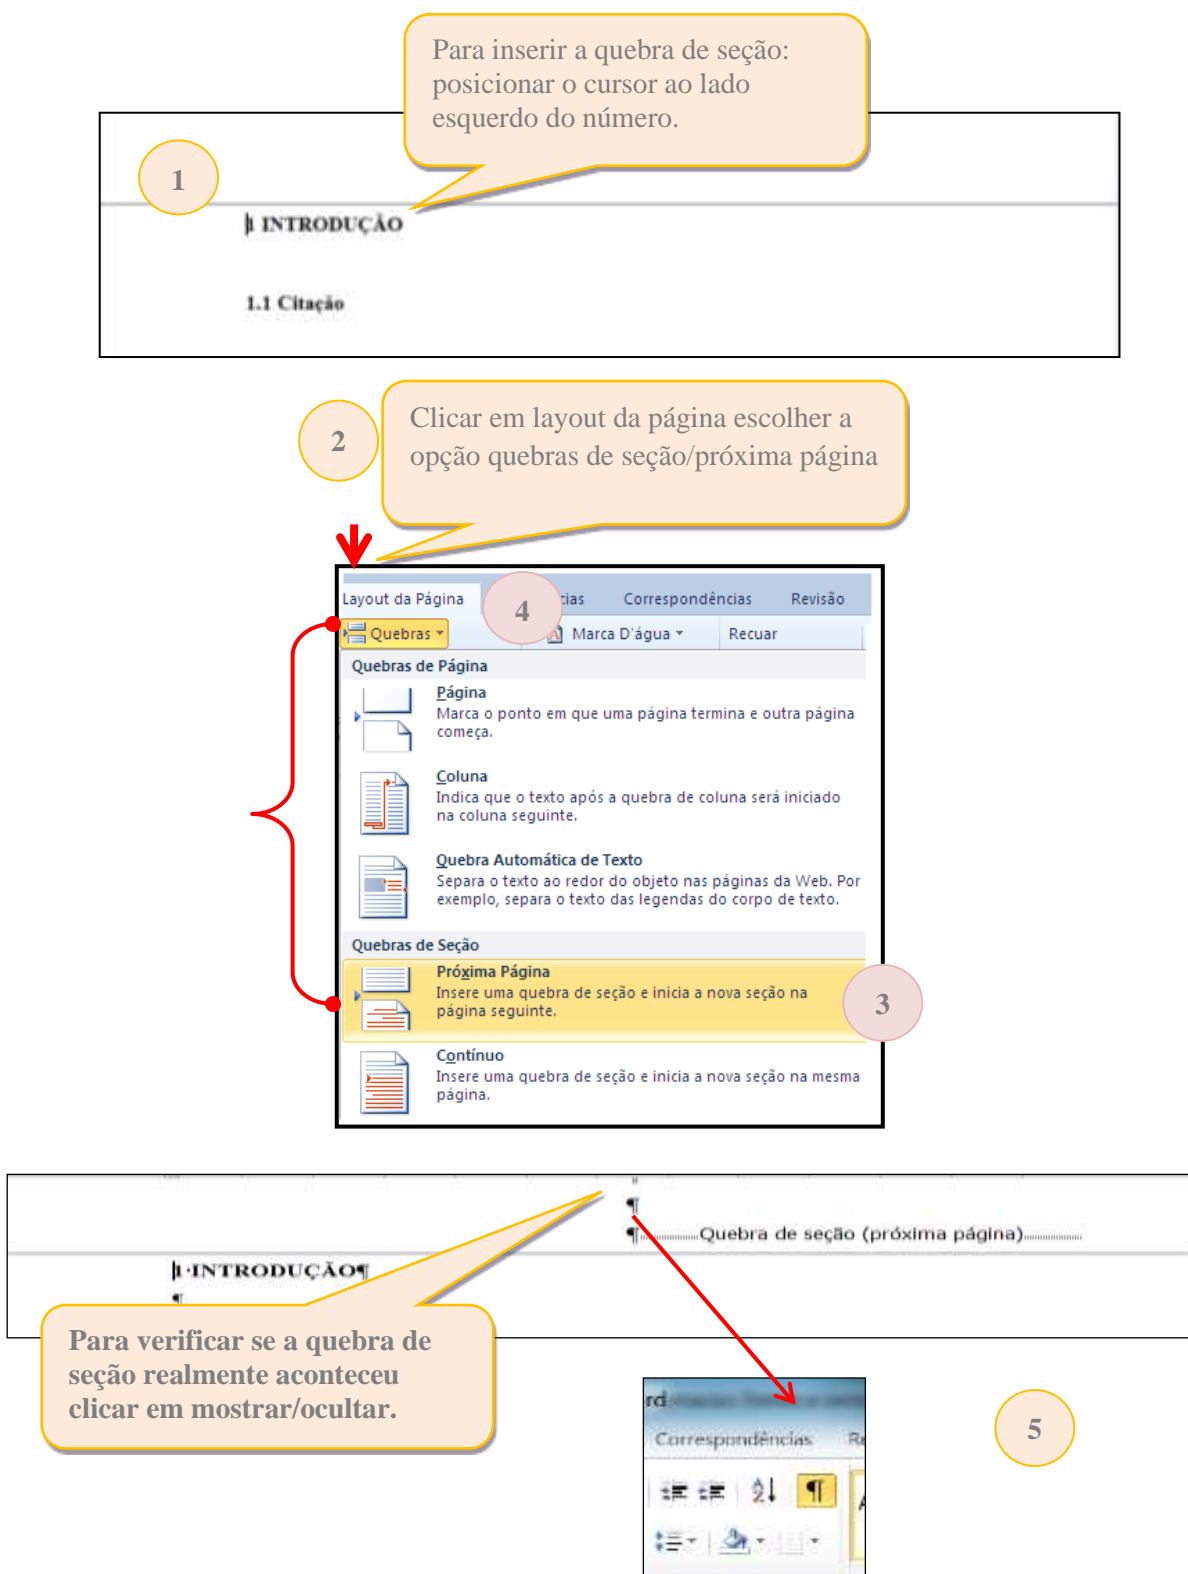 Para inserir a quebra de seção:
posicionar o cursor ao lado
esquerdo do número.
1
1 INTRODUÇÃO
1.1 Citação
2
Clicar em layout da página escolher a
opção quebras de seção/próxima página
Layout da Página
4
cias Correspondências Revisão
Quebras
Marca D'água Recuar
Quebras de Página
Página
Marca o ponto em que uma página termina e outra página
começa.
Coluna
Indica que o texto após a quebra de coluna será iniciado
na coluna seguinte.
Quebra Automática de Texto
Separa o texto ao redor do objeto nas páginas da Web. Por
exemplo, separa o texto das legendas do corpo de texto.
Quebras de Seção
Próxima Página
Insere uma quebra de seção e inicia a nova seção na
página seguinte.
3
Contínuo
Insere uma quebra de seção e inicia a nova seção na mesma
página.
¶
¶ Quebra de seção (próxima página)
1·INTRODUÇÃO¶
¶
Para verificar se a quebra de
seção realmente aconteceu
clicar em mostrar/ocultar.
rd
Correspondências Re
5